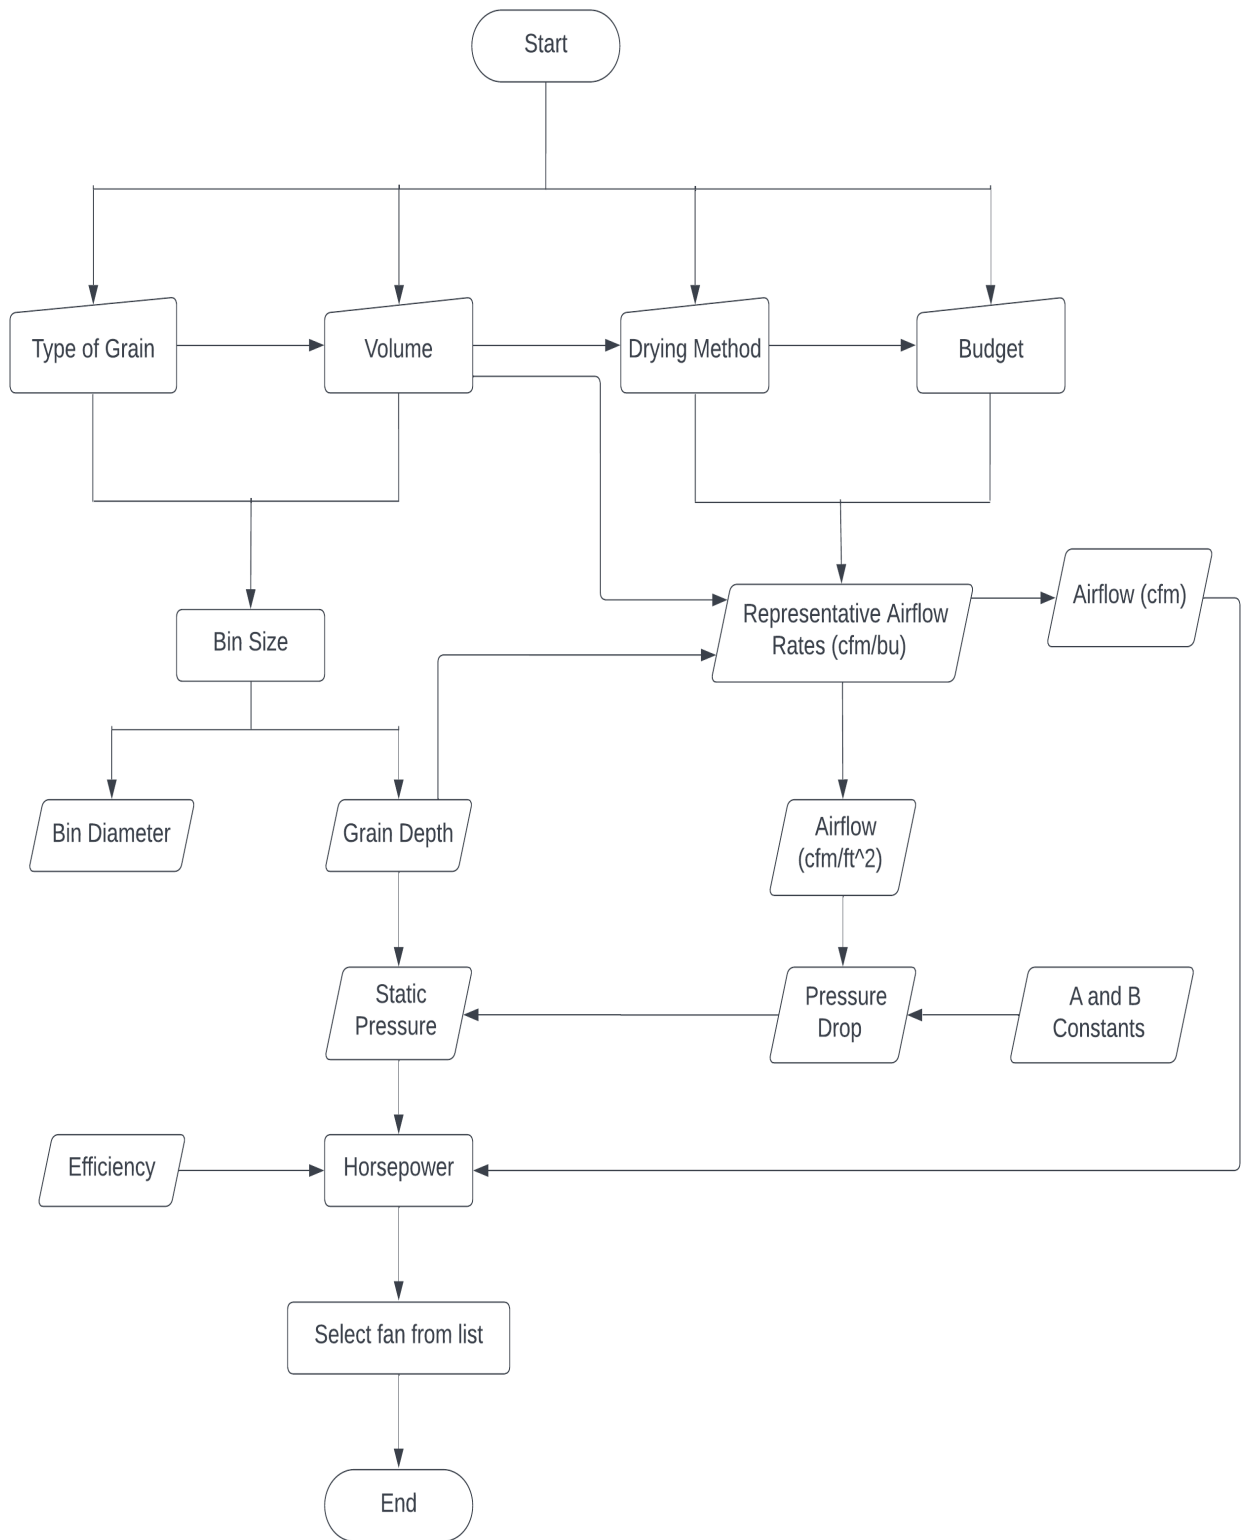 Start
Type of Grain
Volume
Drying Method
Budget
Bin Size
Representative Airflow
Rates (cfm/bu)
Airflow (cfm)
Bin Diameter
Grain Depth
Airflow
(cfm/ft^2)
Static
Pressure
Pressure
Drop
A and B
Constants
Efficiency
Horsepower
Select fan from list
End